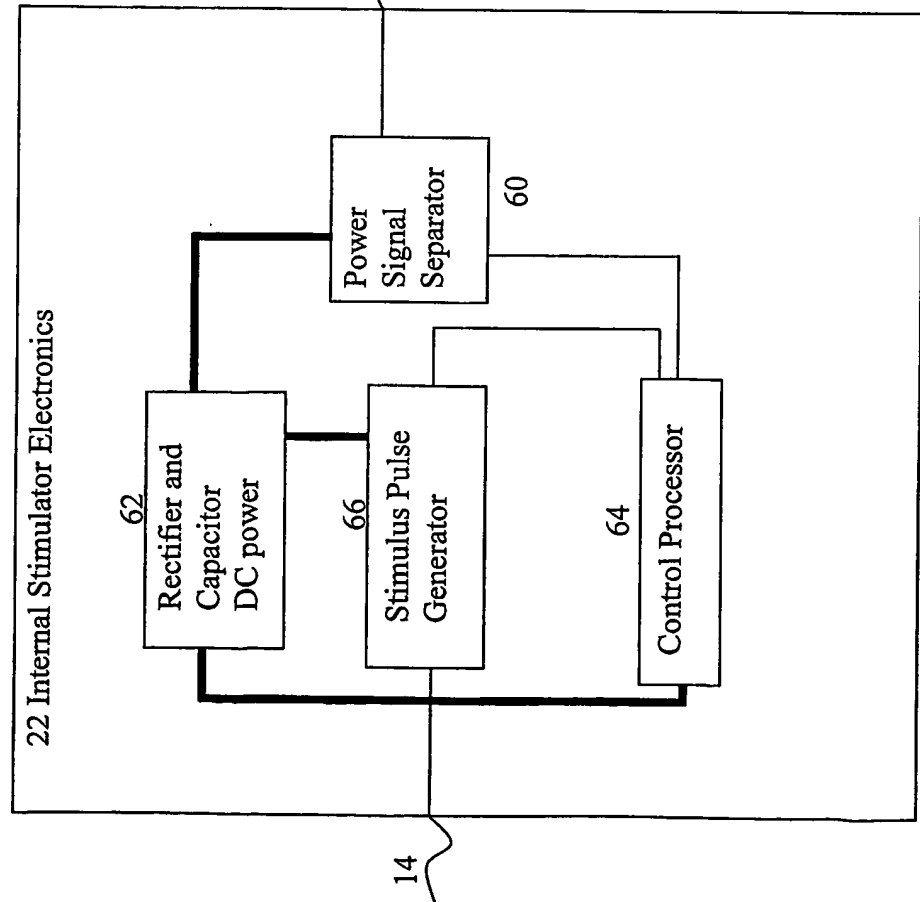 22 Internal Stimulator Electronics
62
Rectifier and
Capacitor
DC power
66
Stimulus Pulse
Generator
64
Control Processor
Power
Signal
Separator
60
14